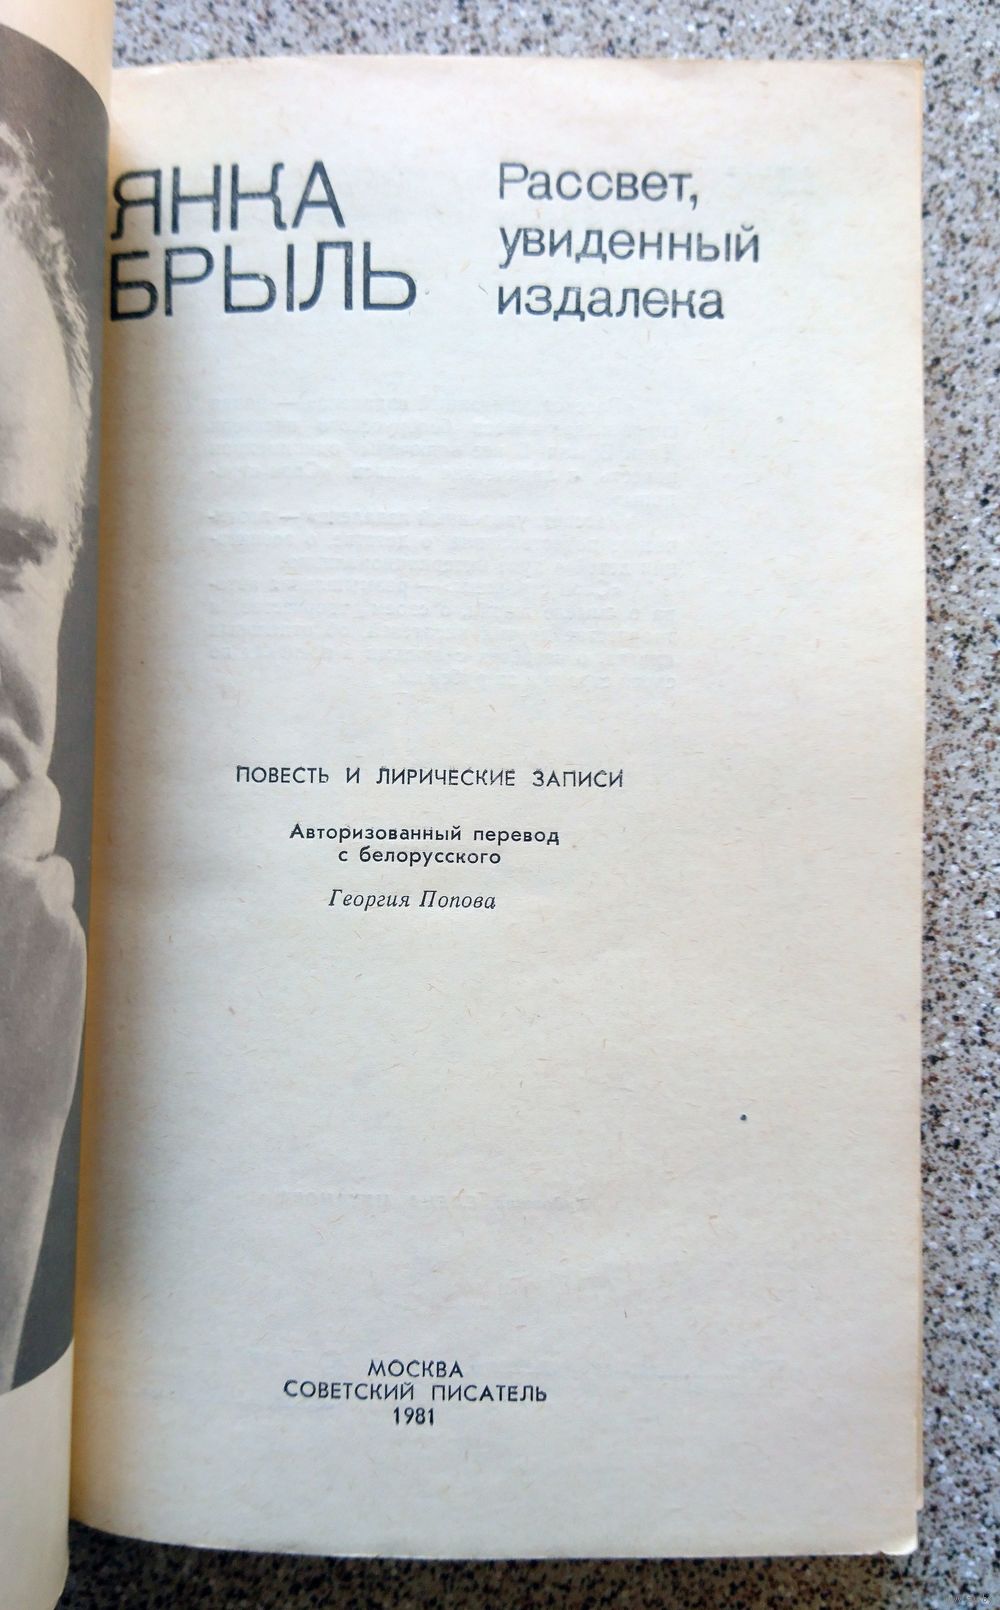 ЯНКА
БРЫЛЬ
Рассвет,
увиденный
издалека
ПОВЕСТЬ И ЛИРИЧЕСКИЕ ЗАПИСИ
Авторизованный перевод
с белорусского
Георгия Попова
МОСКВА
СОВЕТСКИЙ ПИСАТЕЛЬ
1981